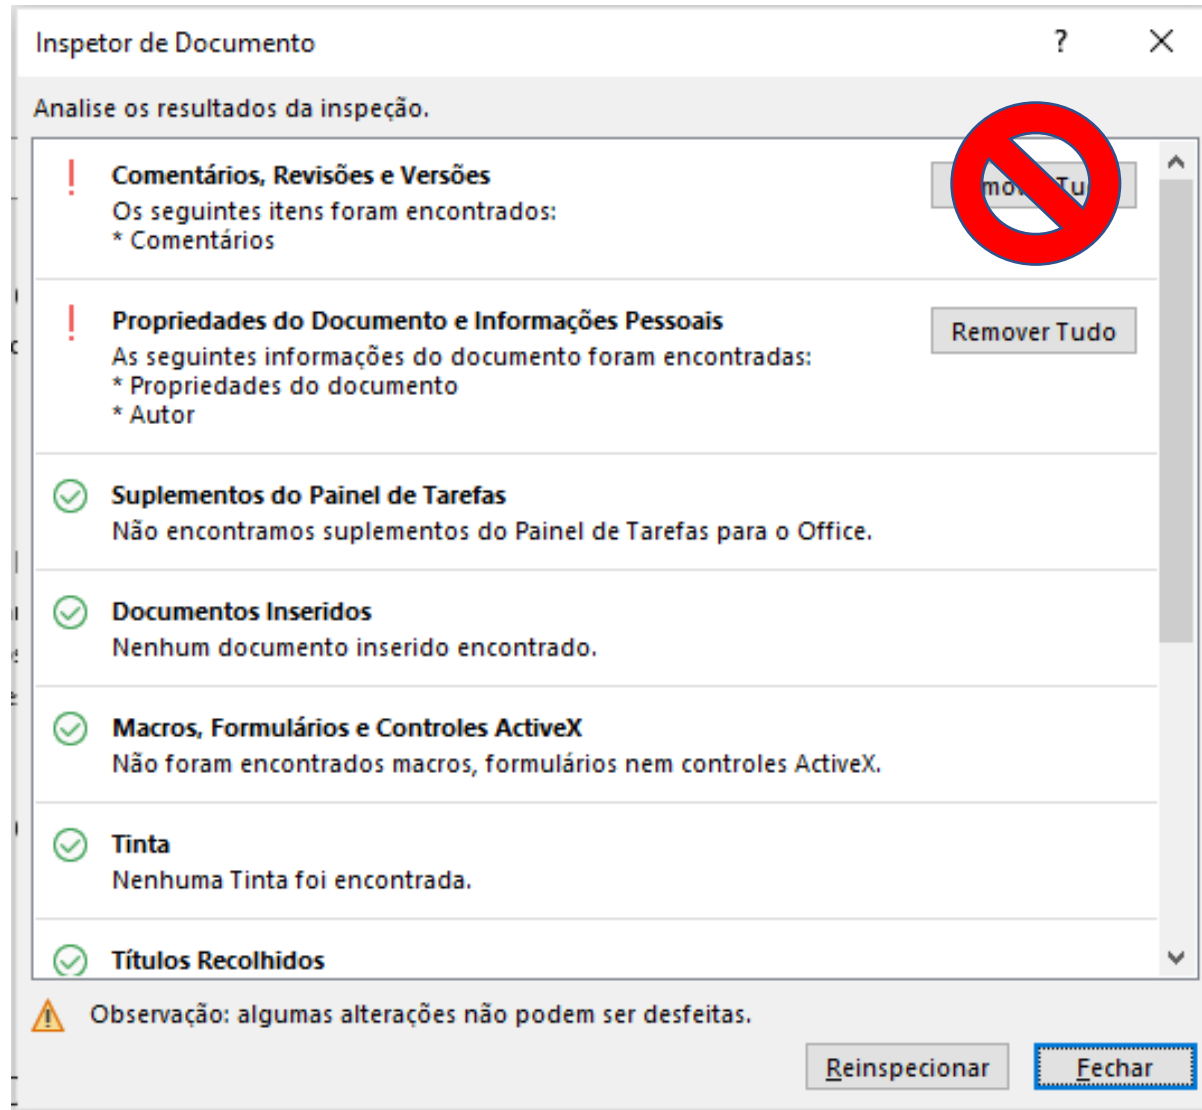 Inspetor de Documento
Analise os resultados da inspeção.
Comentários, Revisões e Versões
Os seguintes itens foram encontrados:
* Comentários
Propriedades do Documento e Informações Pessoais
Remover Tudo
As seguintes informações do documento foram encontradas:
* Propriedades do documento
* Autor
Suplementos do Painel de Tarefas
Não encontramos suplementos do Painel de Tarefas para o Office.
Documentos Inseridos
Nenhum documento inserido encontrado.
Macros, Formulários e Controles ActiveX
Não foram encontrados macros, formulários nem controles ActiveX.
Tinta
Nenhuma Tinta foi encontrada.
Títulos Recolhidos
Observação: algumas alterações não podem ser desfeitas.
Reinspecionar
Fechar